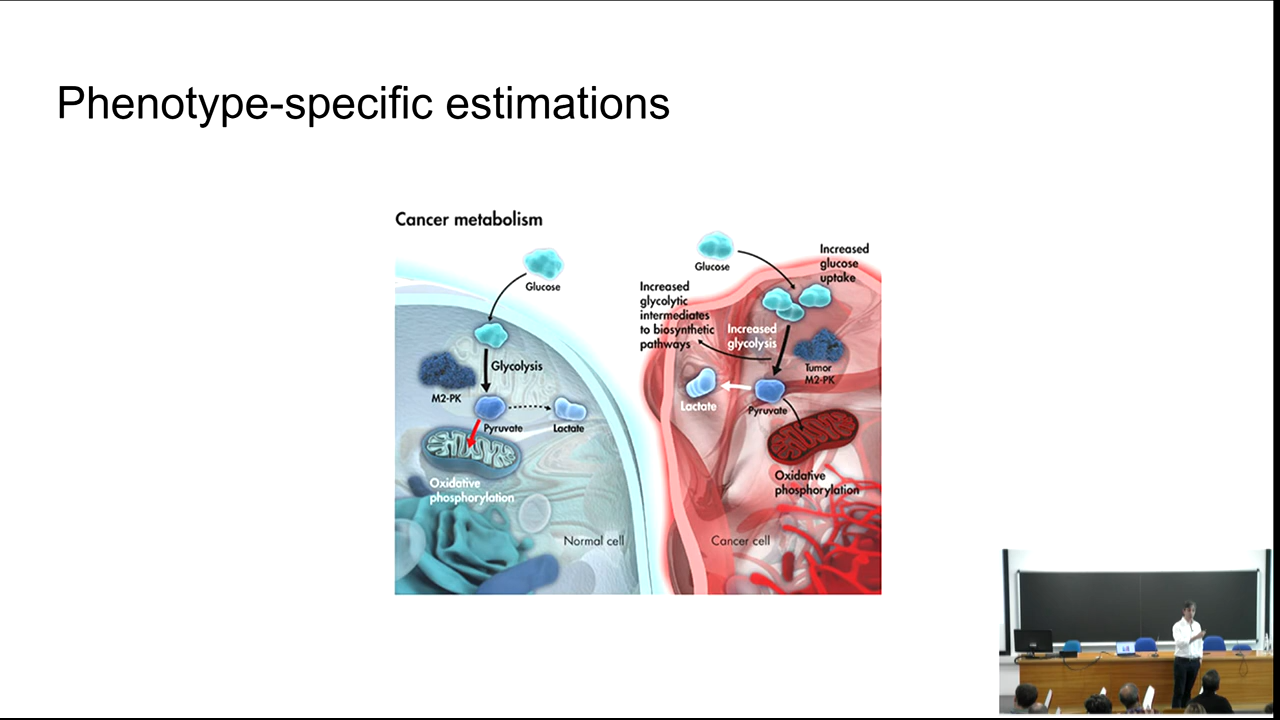 Phenotype-specific estimations
Cancer metabolism
Glucose
Glycolysis
M2-PK
Pyruvate
Lactate
Oxidative
phosphorylation
Normal cell
Glucose
Increased
glucose
uptake
Increased
glycolytic
intermediates
to biosynthetic
pathways
Increased
glycolysis
Tumor
M2-PK
Lactate
Pyruvate
Oxidative
phosphorylation
Cancer cell